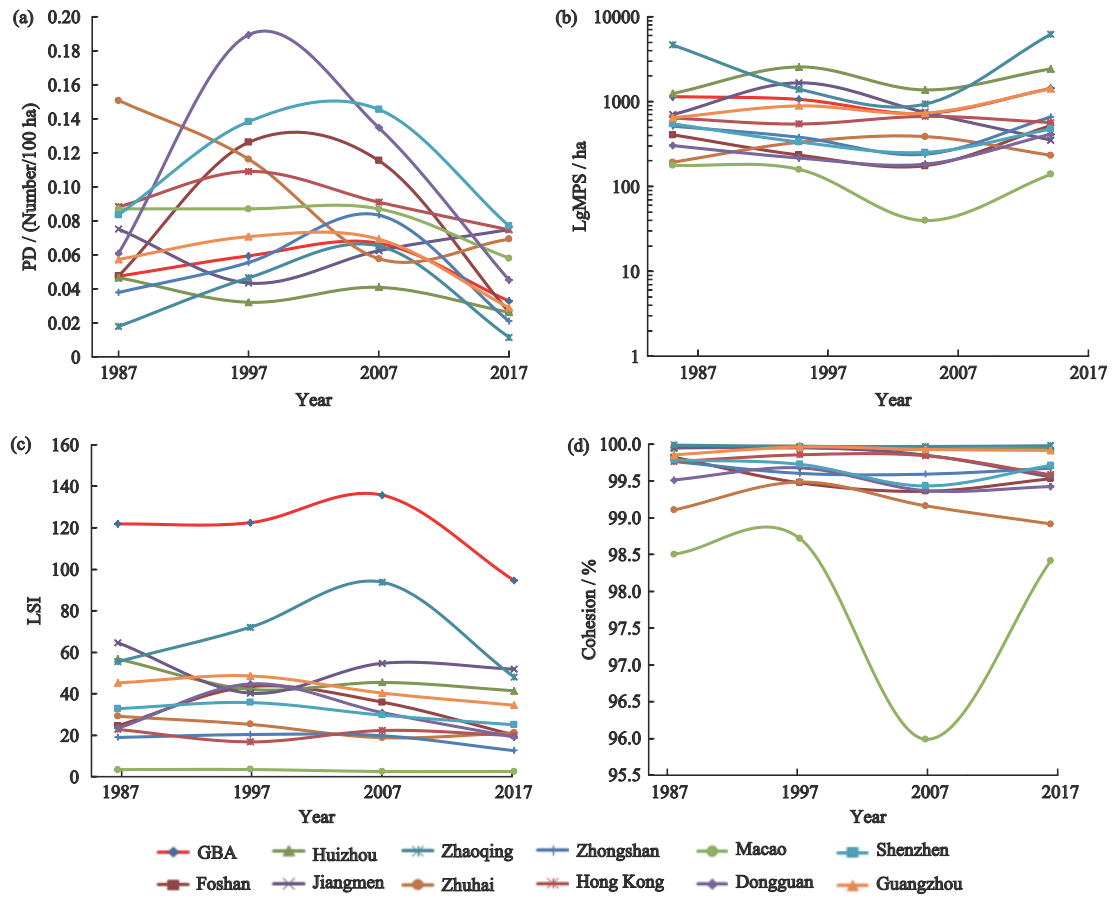 (a)
PD / (Number/100 ha)
0.20
0.18
0.16
0.14
0.12
0.10
0.08
0.06
0.04
0.02
0
1987 1997 2007 2017
Year
(b)
LgMPS / ha
10000
1000
100
10
1
1987 1997 2007 2017
Year
(c)
LSI
160
140
120
100
80
60
40
20
0
1987 1997 2007 2017
Year
(d)
Cohesion / %
100.0
99.5
99.0
98.5
98.0
97.5
97.0
96.5
96.0
95.5
1987 1997 2007 2017
Year
GBA Huizhou Zhaoqing Zhongshan Macao Shenzhen
Foshan Jiangmen Zhuhai Hong Kong Dongguan Guangzhou